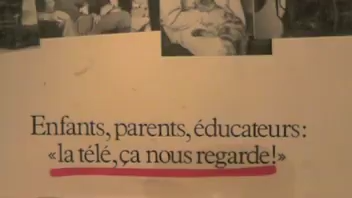 Enfants, parents, éducateurs:
«la télé, ça nous regarde!»